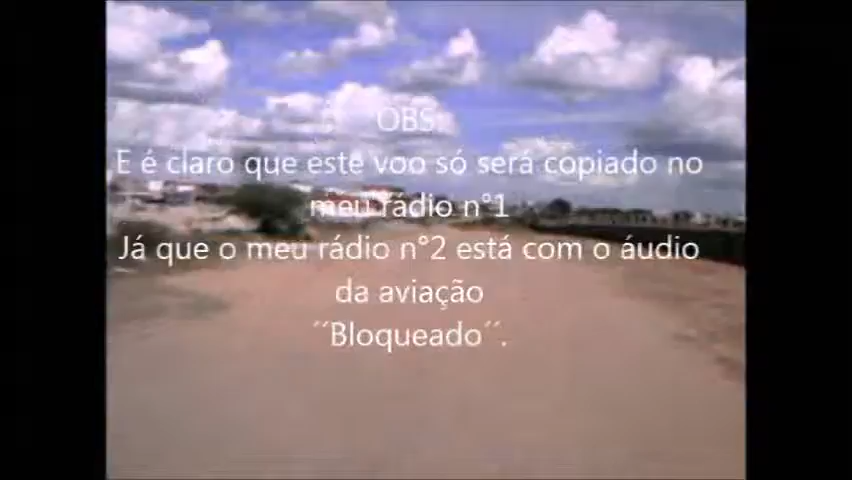 OBS
E é claro que este voo só será copiado no
meu rádio n°1
Já que o meu rádio n°2 está com o áudio
da aviação
´´Bloqueado´´.